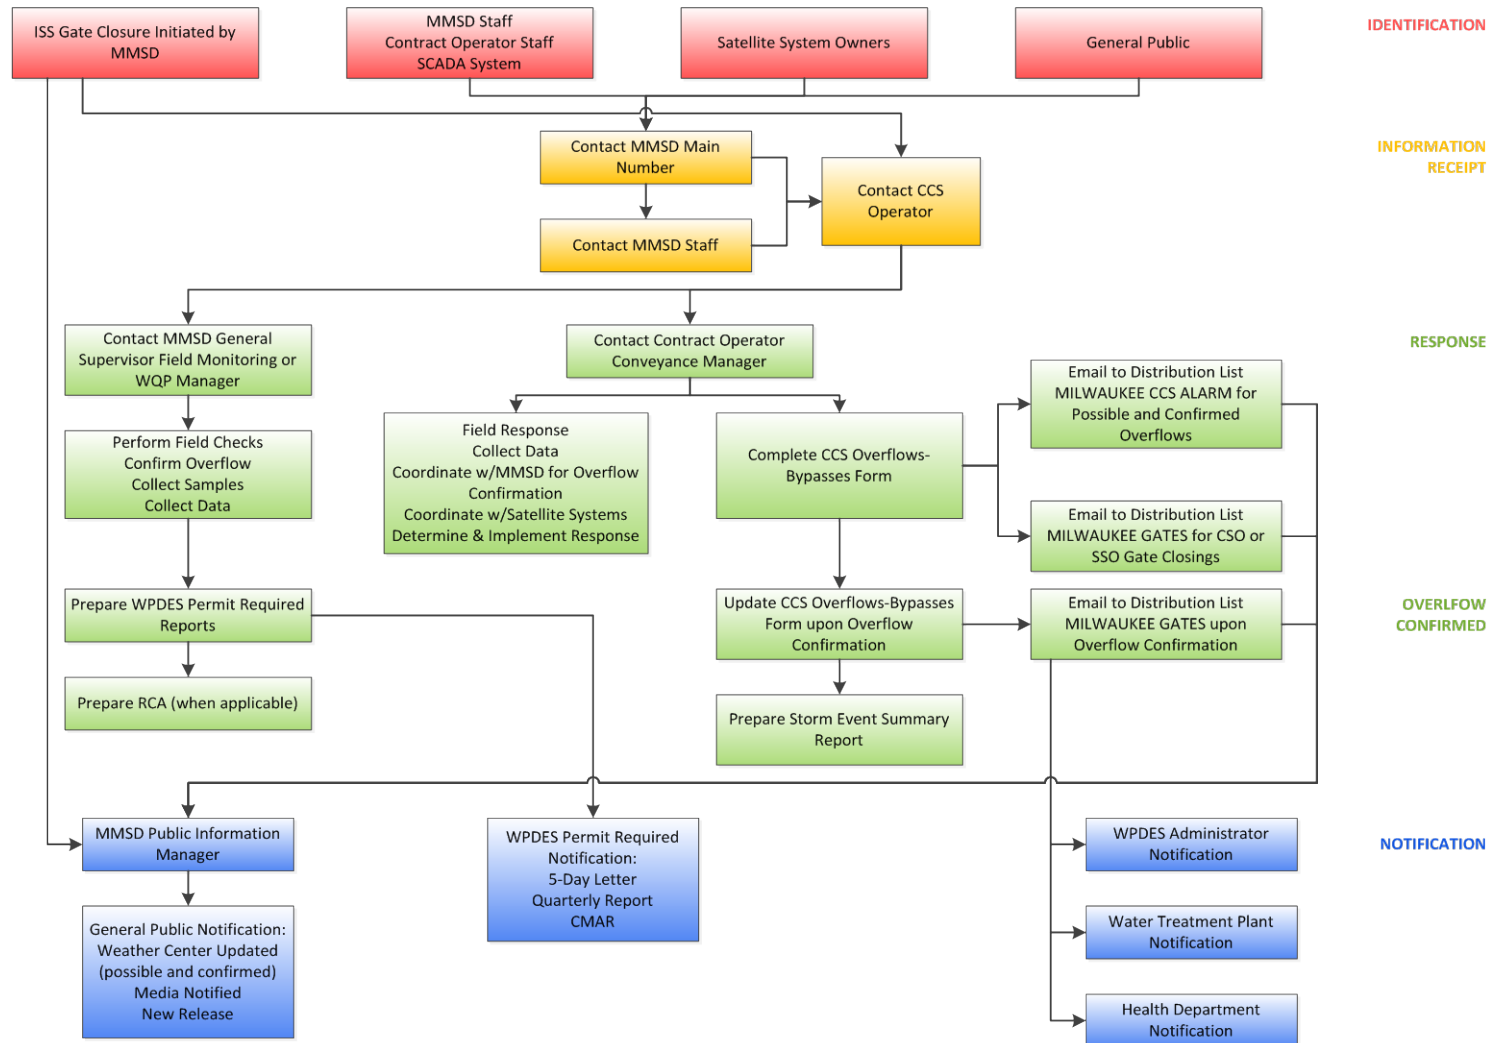 ISS Gate Closure Initiated by
MMSD
MMSD Staff
Contract Operator Staff
SCADA System
Satellite System Owners
General Public
IDENTIFICATION
Contact MMSD Main
Number
Contact MMSD Staff
Contact CCS
Operator
INFORMATION
RECEIPT
Contact MMSD General
Supervisor Field Monitoring or
WQP Manager
Contact Contract Operator
Conveyance Manager
RESPONSE
Email to Distribution List
MILWAUKEE CCS ALARM for
Possible and Confirmed
Overflows
Perform Field Checks
Confirm Overflow
Collect Samples
Collect Data
Field Response
Collect Data
Coordinate w/MMSD for Overflow
Confirmation
Coordinate w/Satellite Systems
Determine & Implement Response
Complete CCS Overflows-
Bypasses Form
Email to Distribution List
MILWAUKEE GATES for CSO or
SSO Gate Closings
Prepare WPDES Permit Required
Reports
Update CCS Overflows-Bypasses
Form upon Overflow
Confirmation
Email to Distribution List
MILWAUKEE GATES upon
Overflow Confirmation
OVERLFOW
CONFIRMED
Prepare RCA (when applicable)
Prepare Storm Event Summary
Report
MMSD Public Information
Manager
WPDES Permit Required
Notification:
5-Day Letter
Quarterly Report
CMAR
WPDES Administrator
Notification
NOTIFICATION
General Public Notification:
Weather Center Updated
(possible and confirmed)
Media Notified
New Release
Water Treatment Plant
Notification
Health Department
Notification